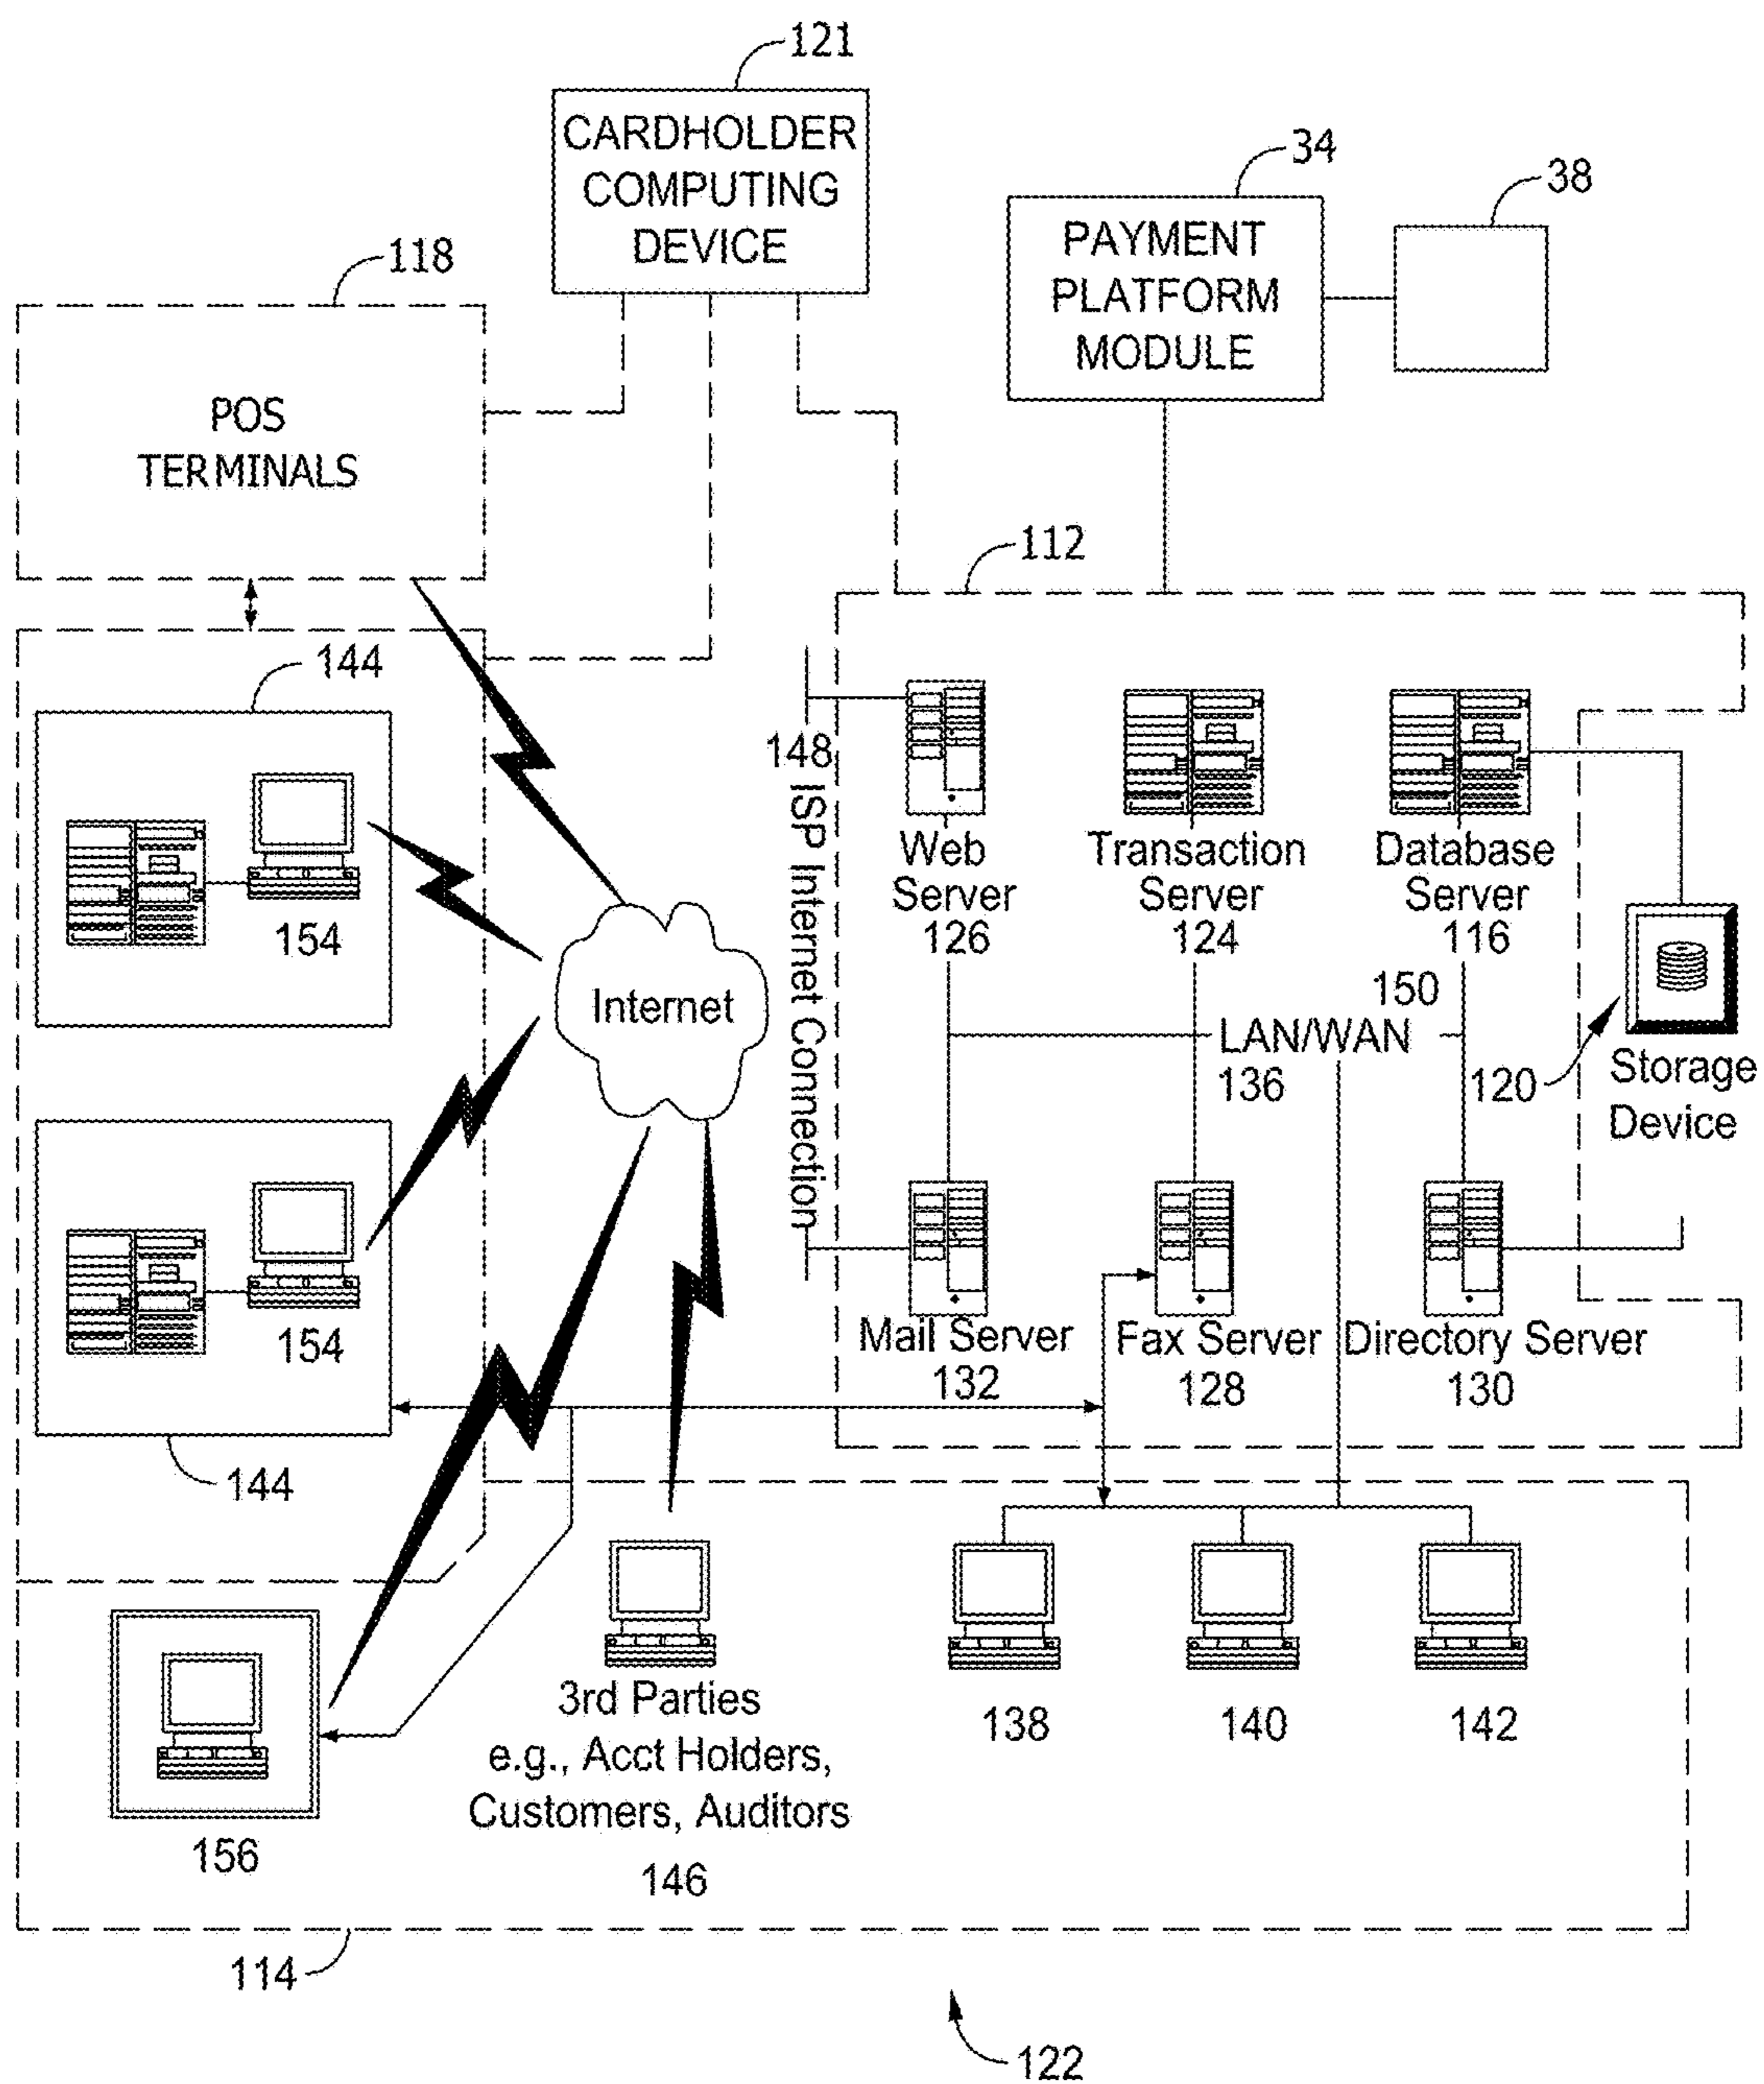 121
CARDHOLDER
COMPUTING
DEVICE
34
PAYMENT
PLATFORM
MODULE
38
118
POS
TERMINALS
112
144
154
148
ISP Internet Connection
Web
Server
126
Transaction
Server
124
Database
Server
116
150
LAN/WAN
136
120
Storage
Device
Internet
154
144
Mail Server
132
Fax Server
128
Directory Server
130
156
3rd Parties
e.g., Acct Holders,
Customers, Auditors
146
138
140
142
114
122